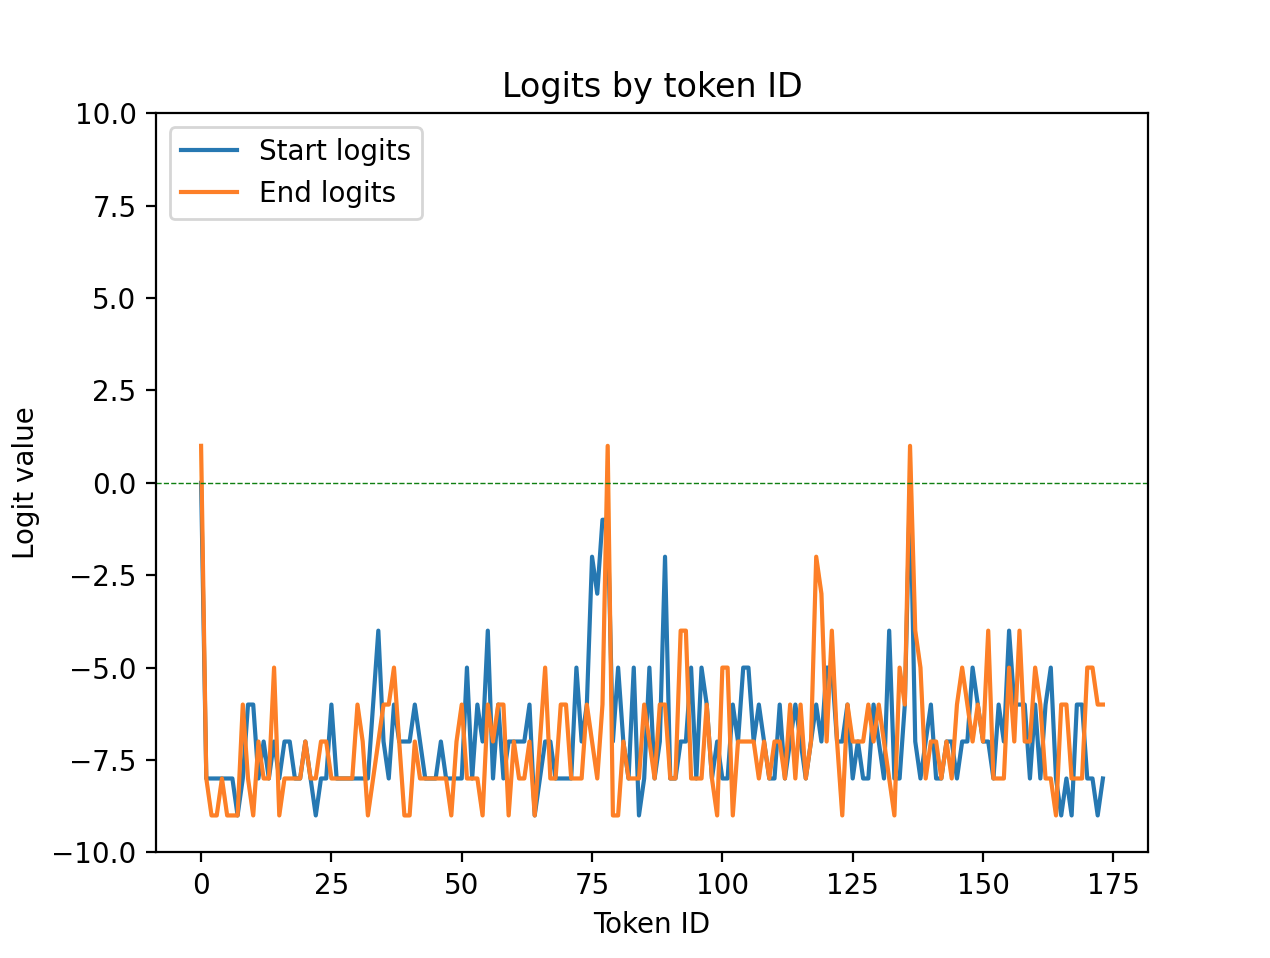 Logits by token ID
Start logits
End logits
10.0
7.5
5.0
2.5
0.0
−2.5
−5.0
−7.5
−10.0
Logit value
0 25 50 75 100 125 150 175
Token ID